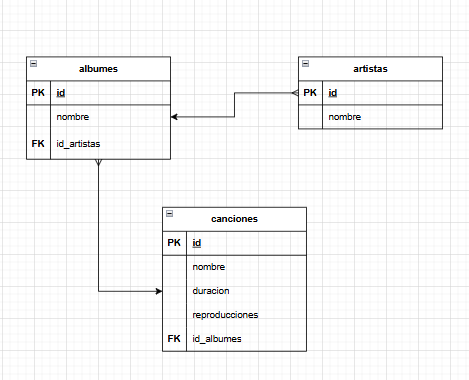 albumes
PK id
nombre
FK id_artistas
artistas
PK id
nombre
canciones
PK id
nombre
duracion
reproducciones
FK id_albumes